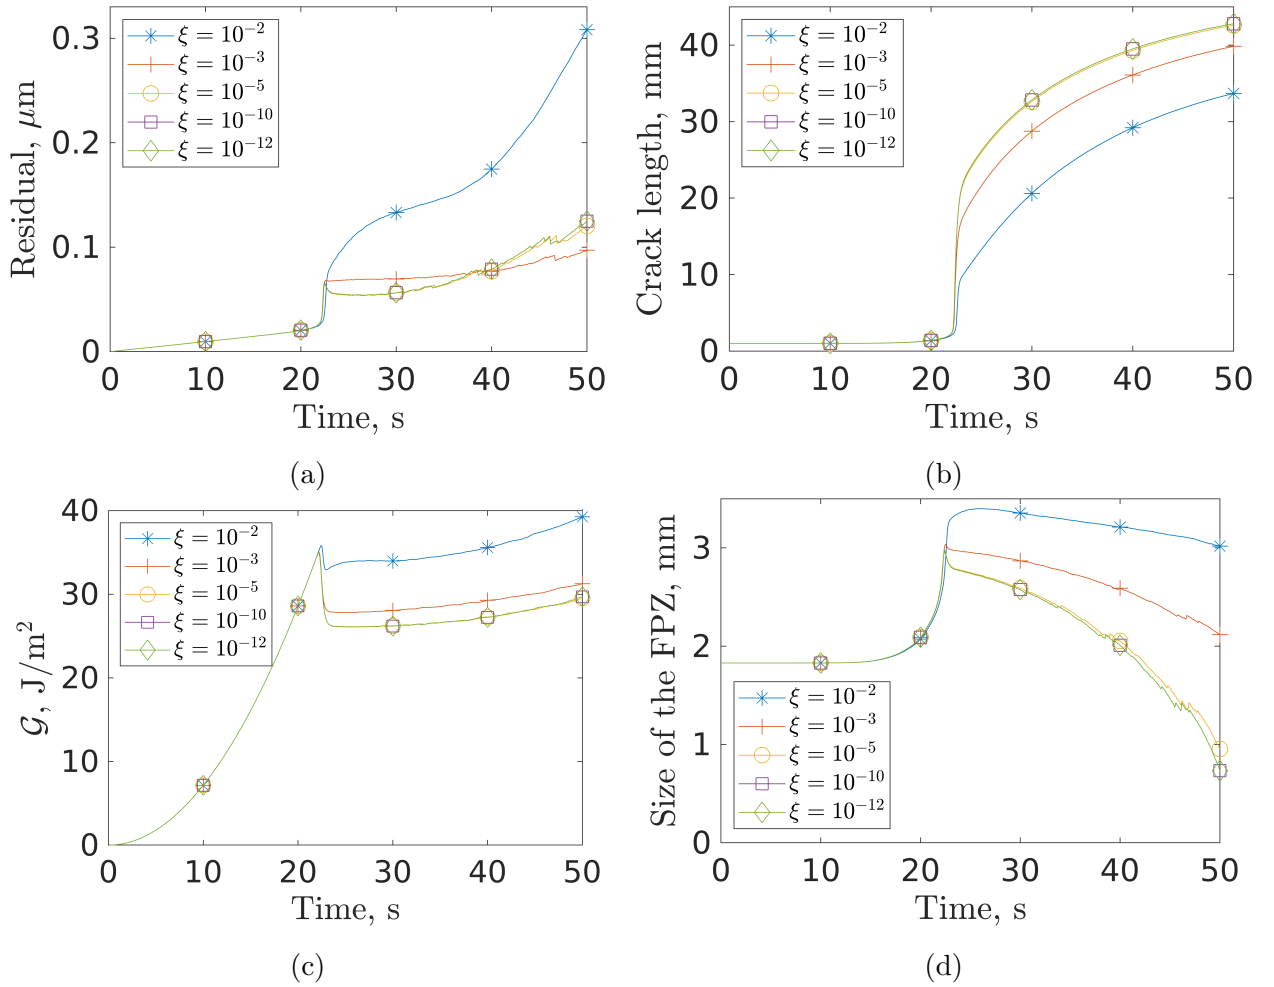 Residual, μm
0.3
0.2
0.1
0
0 10 20 30 40 50
Time, s
ξ = 10⁻²
ξ = 10⁻³
ξ = 10⁻⁵
ξ = 10⁻¹⁰
ξ = 10⁻¹²
(a)
Crack length, mm
40
30
20
10
0
0 10 20 30 40 50
Time, s
ξ = 10⁻²
ξ = 10⁻³
ξ = 10⁻⁵
ξ = 10⁻¹⁰
ξ = 10⁻¹²
(b)
𝒢, J/m²
40
30
20
10
0
0 10 20 30 40 50
Time, s
ξ = 10⁻²
ξ = 10⁻³
ξ = 10⁻⁵
ξ = 10⁻¹⁰
ξ = 10⁻¹²
(c)
Size of the FPZ, mm
3
2
1
0
0 10 20 30 40 50
Time, s
ξ = 10⁻²
ξ = 10⁻³
ξ = 10⁻⁵
ξ = 10⁻¹⁰
ξ = 10⁻¹²
(d)